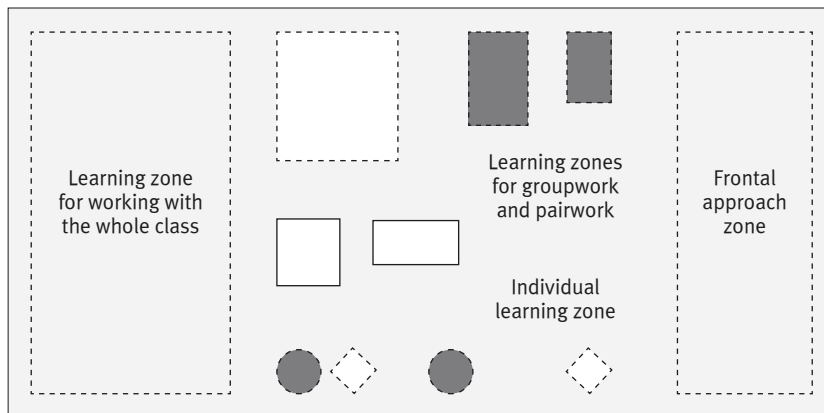 Learning zone
for working with
the whole class
Learning zones
for groupwork
and pairwork
Individual
learning zone
Frontal
approach
zone